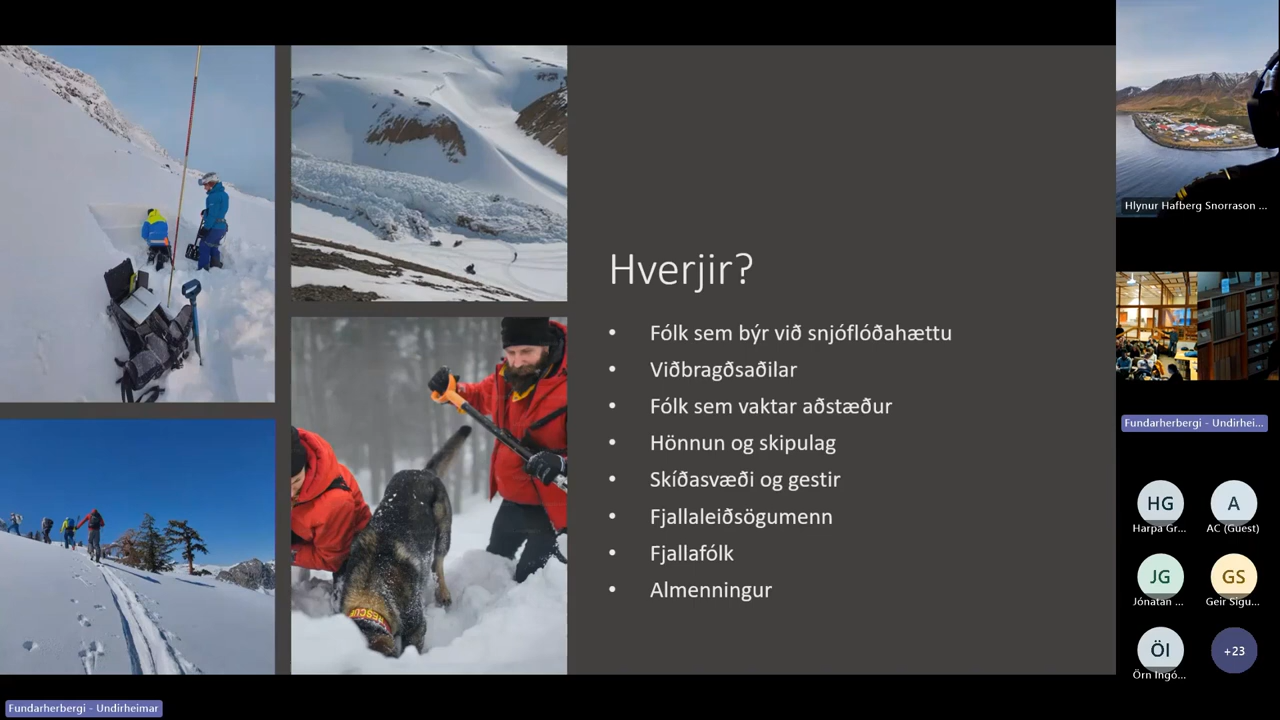 Hverjir?
• Fólk sem býr við snjóflóðahættu
• Viðbragðsaðilar
• Fólk sem vaktar aðstæður
• Hönnun og skipulag
• Skíðasvæði og gestir
• Fjallaleiðsögumenn
• Fjallafólk
• Almenningur
RESCUE
Hlynur Hafberg Snorrason ...
Fundarherbergi - Undirhei...
HG
Harpa Gr...
A
AC (Guest)
JG
Jónatan ...
GS
Geir Sigu...
ÖI
Örn Ingó...
+23
Fundarherbergi - Undirheimar